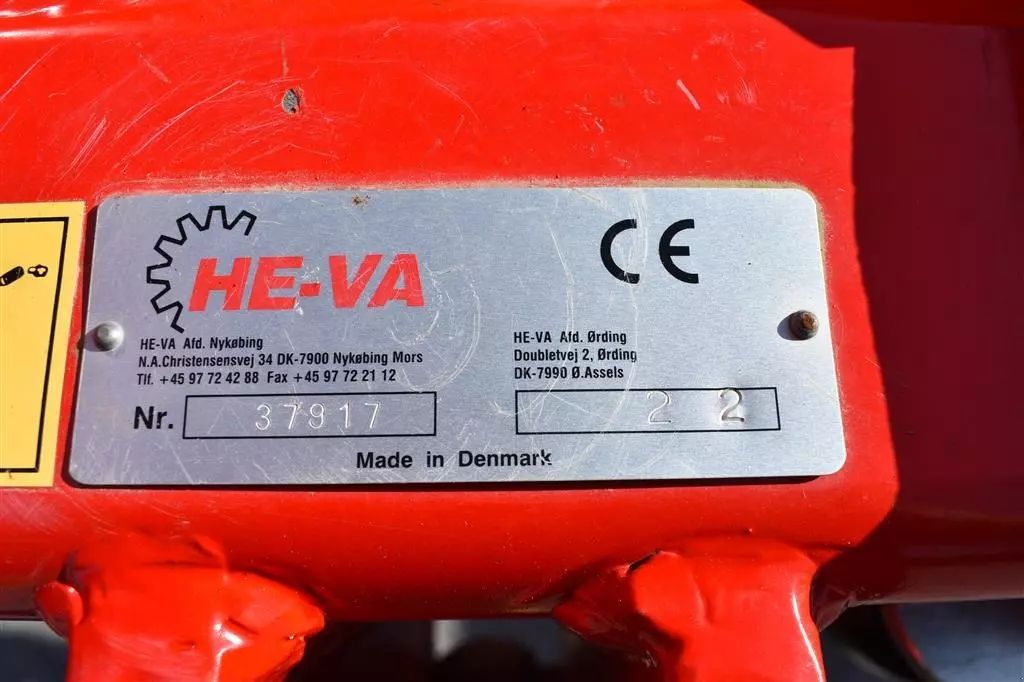 HE-VA
CE
HE-VA Afd. Nykøbing
N.A.Christensensvej 34 DK-7900 Nykøbing Mors
Tlf. +45 97 72 42 88 Fax +45 97 72 21 12
HE-VA Afd. Ørding
Doubletvej 2, Ørding
DK-7990 Ø.Assels
Nr. 37917
2 2
Made in Denmark